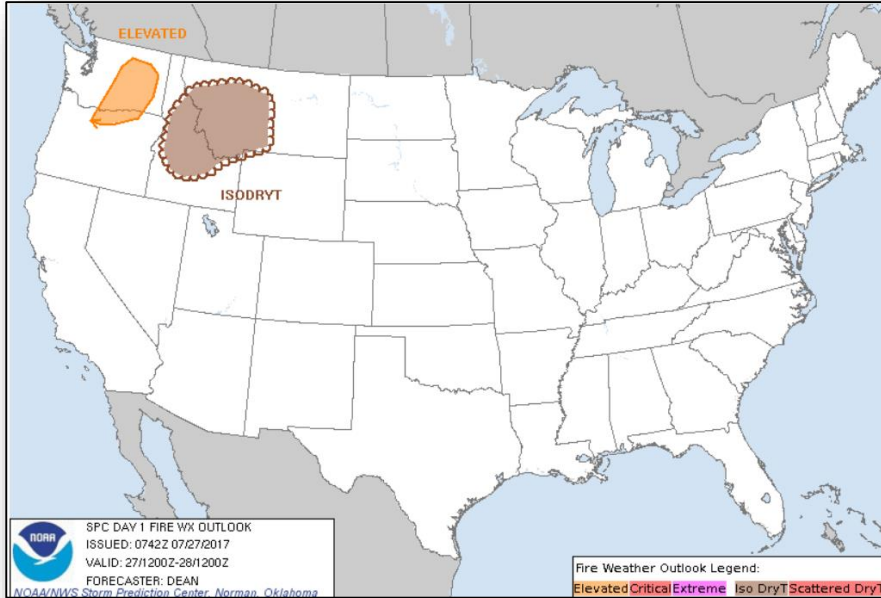 ELEVATED
ISODRYT
NOAA
SPC DAY 1 FIRE WX OUTLOOK
ISSUED: 0742Z 07/27/2017
VALID: 27/1200Z-28/1200Z
FORECASTER: DEAN
NOAA/NWS Storm Prediction Center, Norman, Oklahoma
Fire Weather Outlook Legend:
Elevated Critical Extreme Iso DryT Scattered DryT